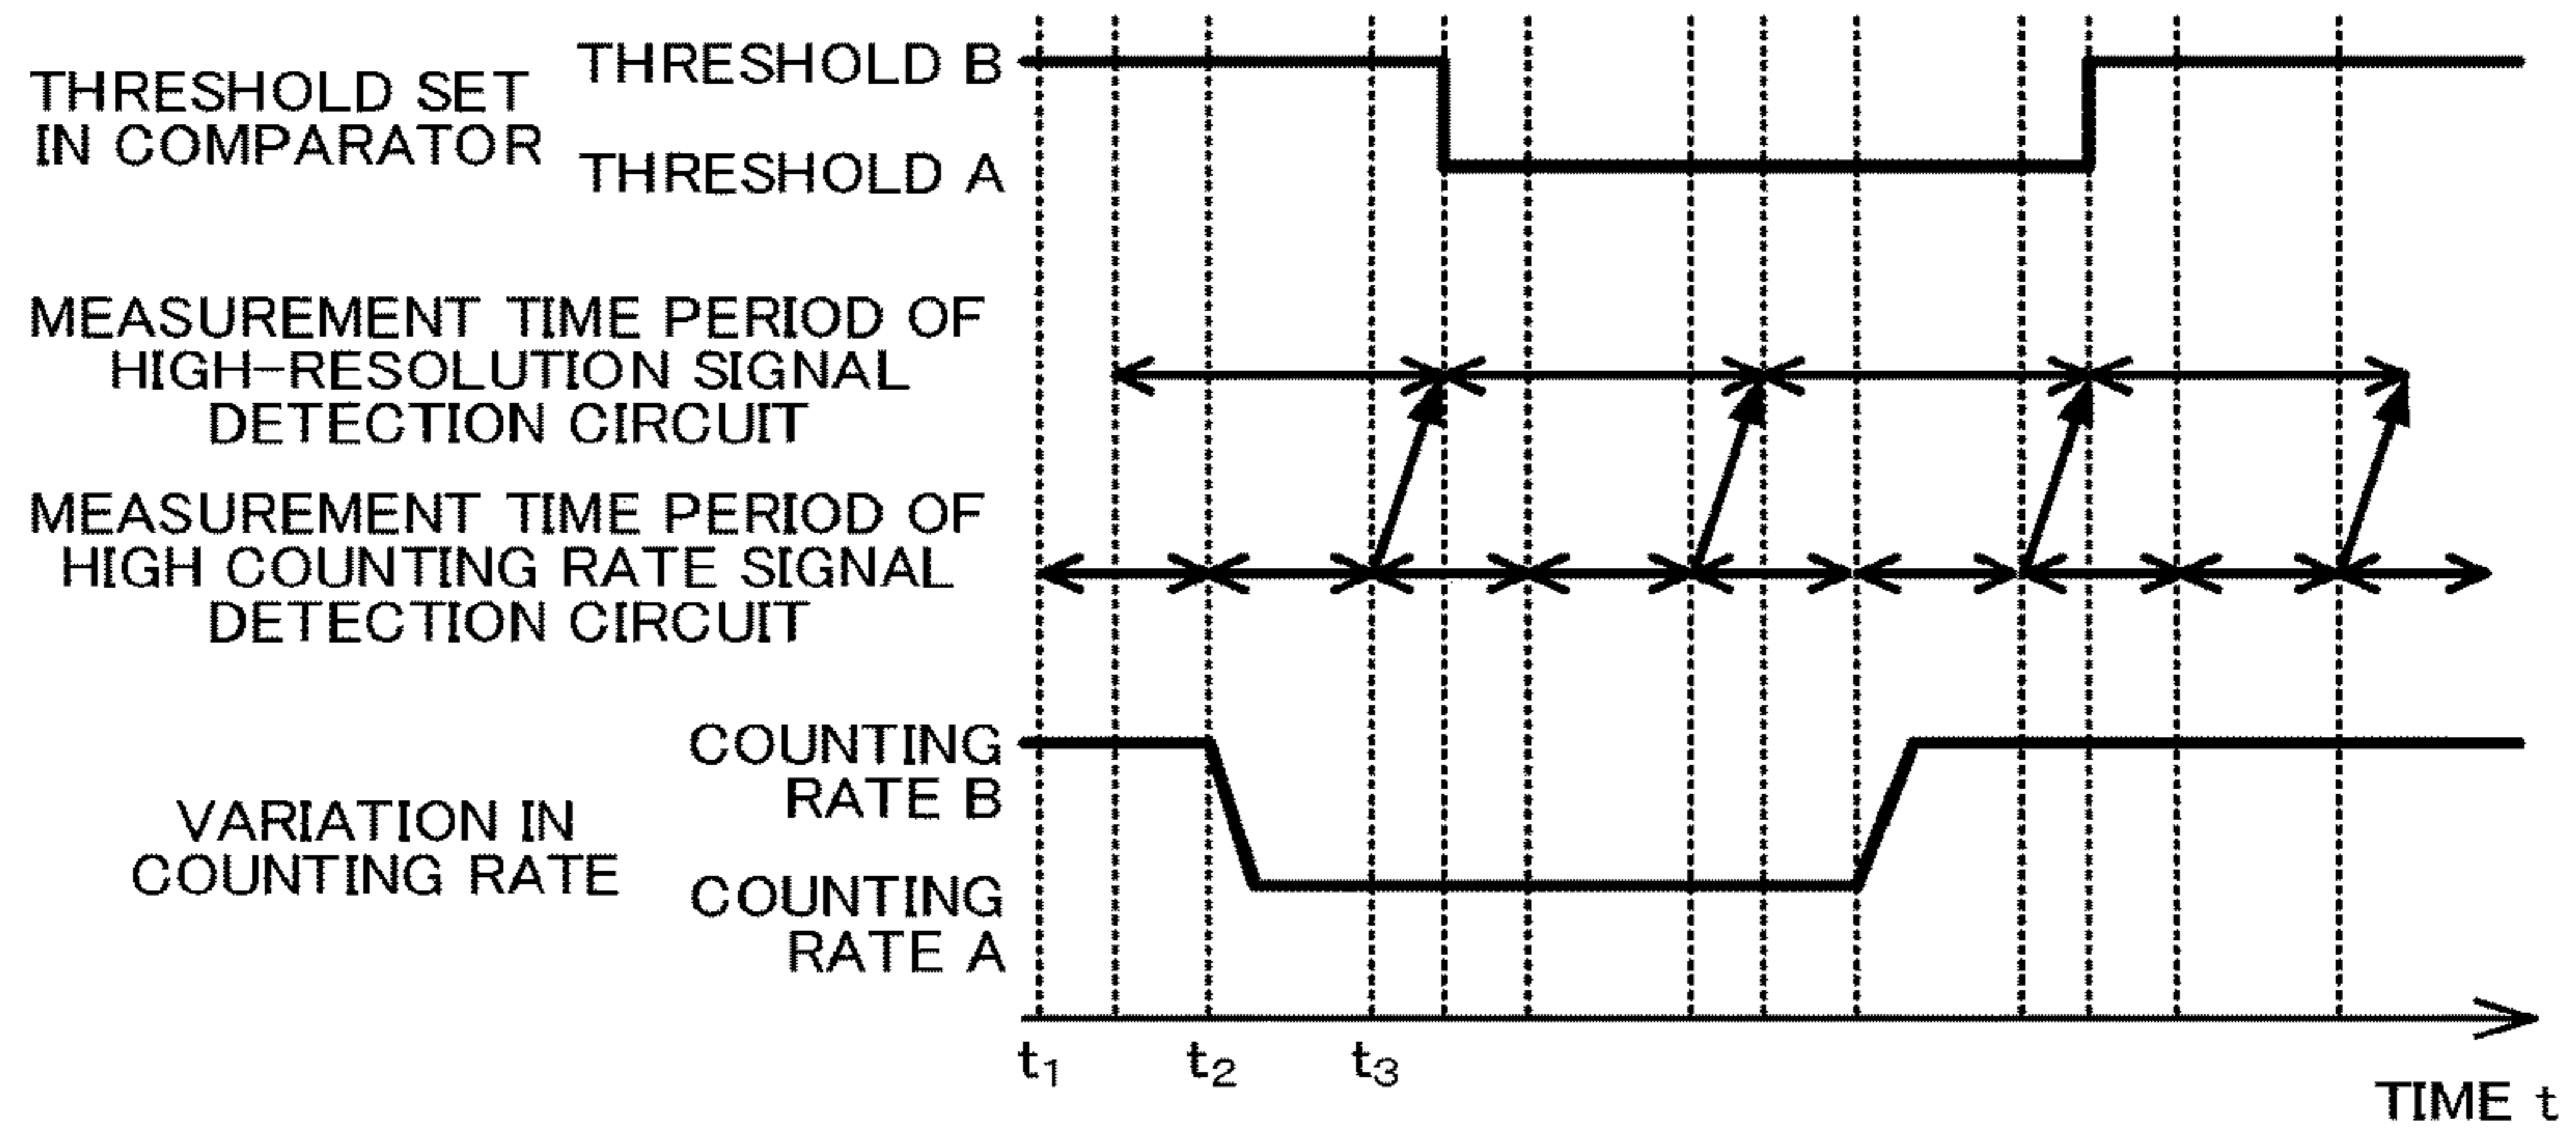 THRESHOLD SET
IN COMPARATOR
THRESHOLD B
THRESHOLD A
MEASUREMENT TIME PERIOD OF
HIGH-RESOLUTION SIGNAL
DETECTION CIRCUIT
MEASUREMENT TIME PERIOD OF
HIGH COUNTING RATE SIGNAL
DETECTION CIRCUIT
VARIATION IN
COUNTING RATE
COUNTING
RATE B
COUNTING
RATE A
t1
t2
t3
TIME t